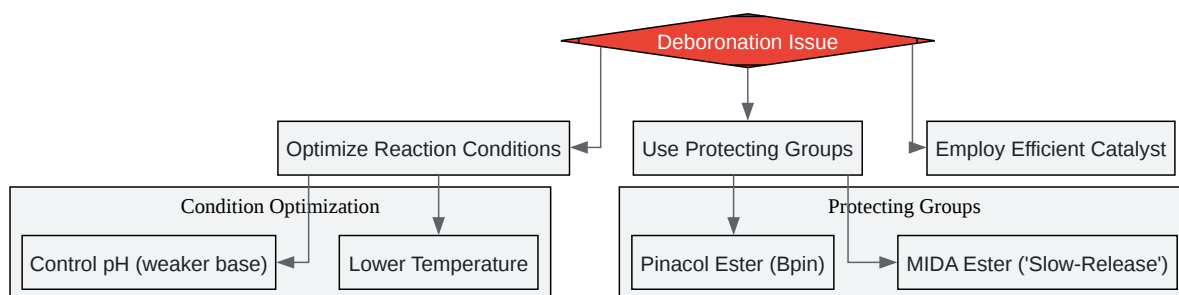 Deboronation Issue
Optimize Reaction Conditions
Use Protecting Groups
Employ Efficient Catalyst
Condition Optimization
Protecting Groups
Control pH (weaker base)
Lower Temperature
Pinacol Ester (Bpin)
MIDA Ester ('Slow-Release')